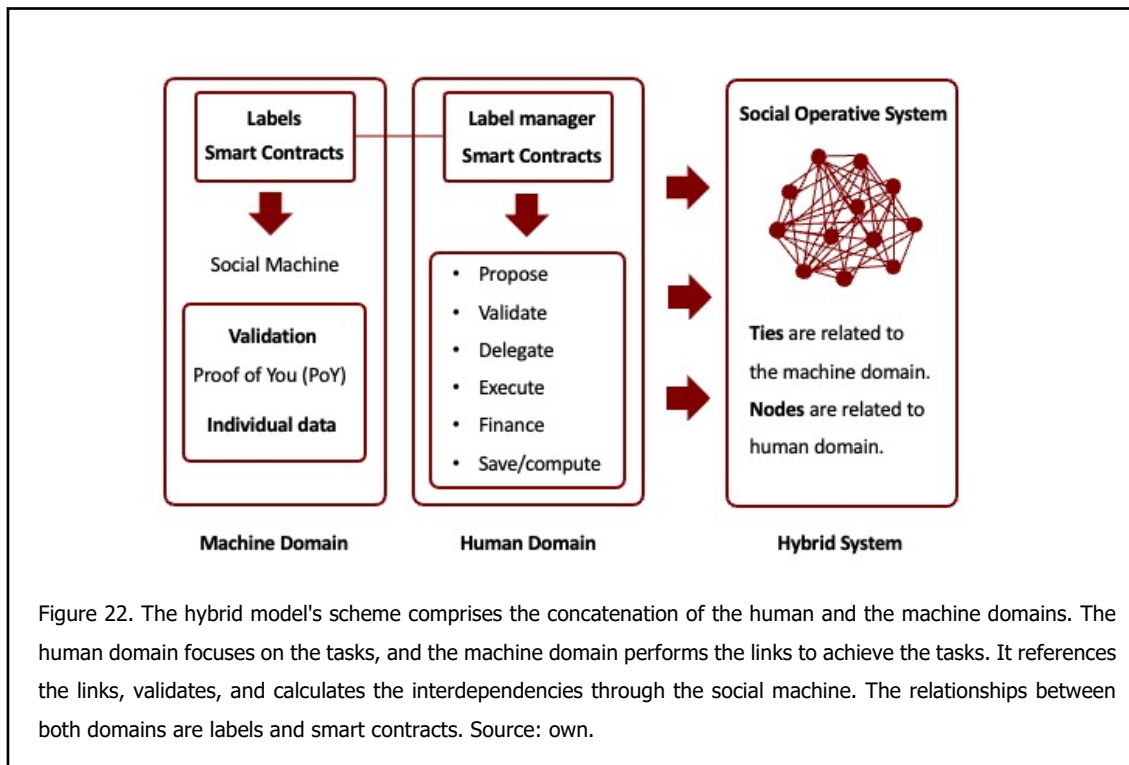 Labels
Smart Contracts
Social Machine
Validation
Proof of You (PoY)
Individual data
Machine Domain
Label manager
Smart Contracts
• Propose
• Validate
• Delegate
• Execute
• Finance
• Save/compute
Human Domain
Social Operative System
Ties are related to
the machine domain.
Nodes are related to
human domain.
Hybrid System
Figure 22. The hybrid model's scheme comprises the concatenation of the human and the machine domains. The
human domain focuses on the tasks, and the machine domain performs the links to achieve the tasks. It references
the links, validates, and calculates the interdependencies through the social machine. The relationships between
both domains are labels and smart contracts. Source: own.